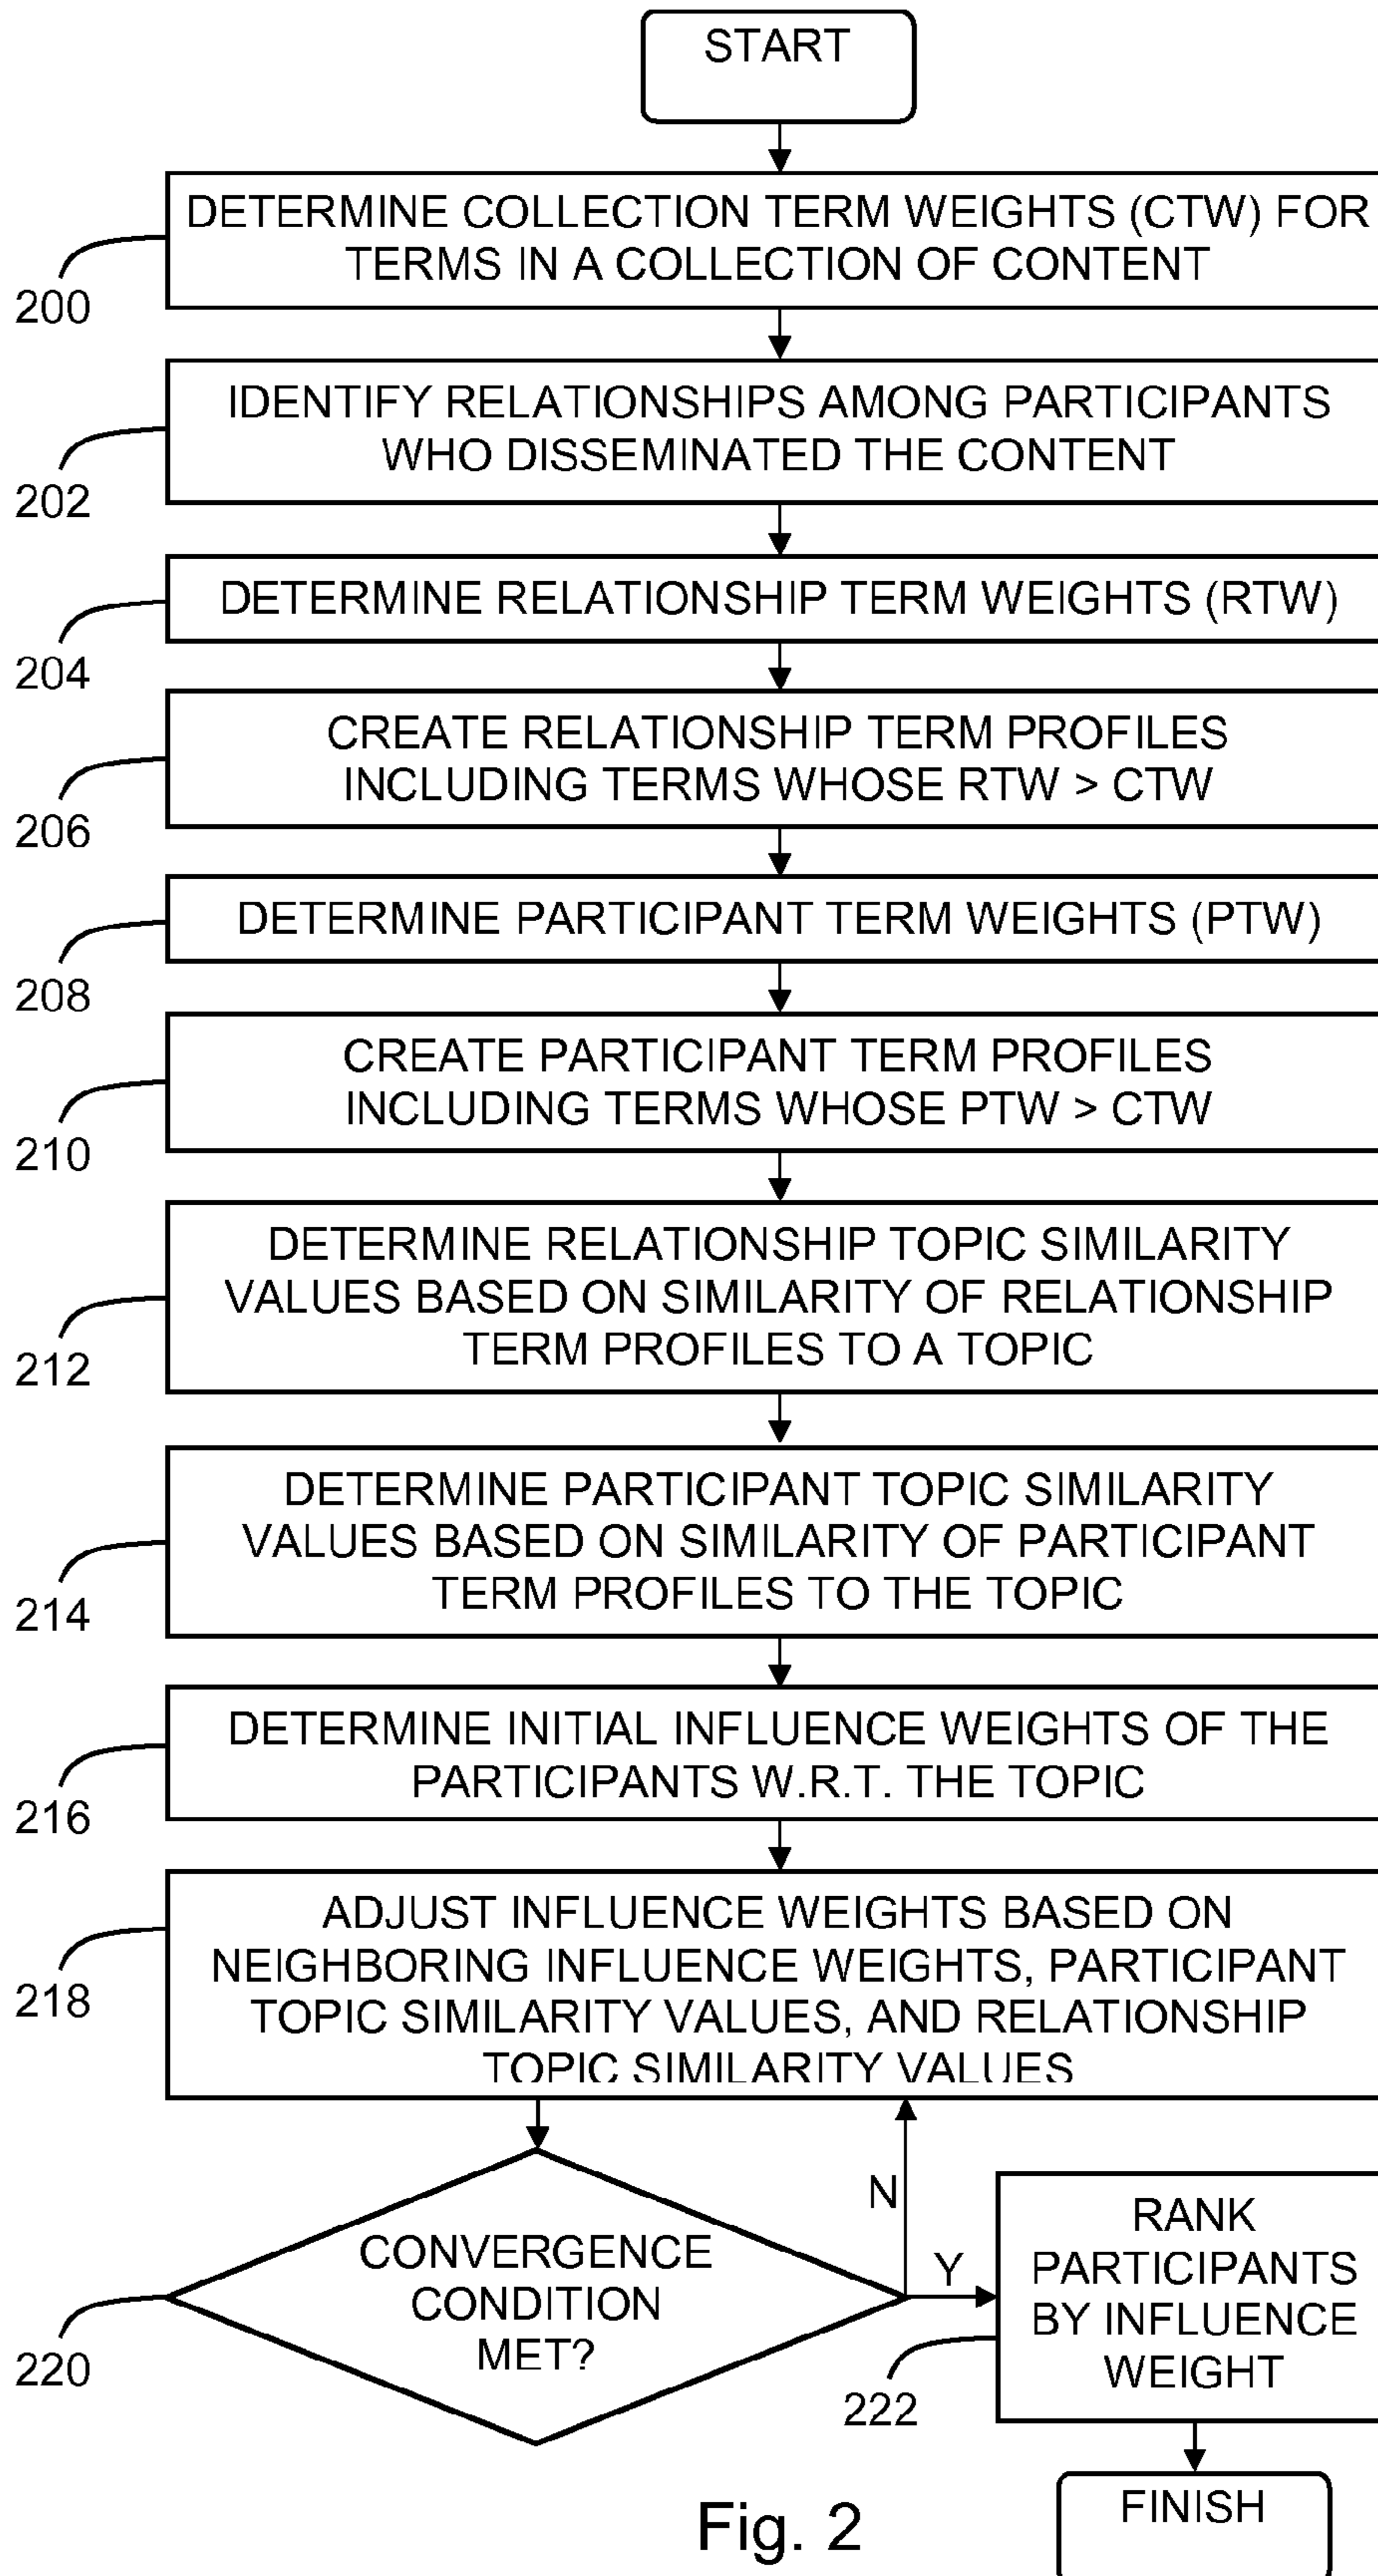 START
DETERMINE COLLECTION TERM WEIGHTS (CTW) FOR
TERMS IN A COLLECTION OF CONTENT
200
IDENTIFY RELATIONSHIPS AMONG PARTICIPANTS
WHO DISSEMINATED THE CONTENT
202
DETERMINE RELATIONSHIP TERM WEIGHTS (RTW)
204
CREATE RELATIONSHIP TERM PROFILES
INCLUDING TERMS WHOSE RTW > CTW
206
DETERMINE PARTICIPANT TERM WEIGHTS (PTW)
208
CREATE PARTICIPANT TERM PROFILES
INCLUDING TERMS WHOSE PTW > CTW
210
DETERMINE RELATIONSHIP TOPIC SIMILARITY
VALUES BASED ON SIMILARITY OF RELATIONSHIP
TERM PROFILES TO A TOPIC
212
DETERMINE PARTICIPANT TOPIC SIMILARITY
VALUES BASED ON SIMILARITY OF PARTICIPANT
TERM PROFILES TO THE TOPIC
214
DETERMINE INITIAL INFLUENCE WEIGHTS OF THE
PARTICIPANTS W.R.T. THE TOPIC
216
ADJUST INFLUENCE WEIGHTS BASED ON
NEIGHBORING INFLUENCE WEIGHTS, PARTICIPANT
TOPIC SIMILARITY VALUES, AND RELATIONSHIP
TOPIC SIMILARITY VALUES
218
CONVERGENCE
CONDITION
MET?
220
N
Y
RANK
PARTICIPANTS
BY INFLUENCE
WEIGHT
222
FINISH
Fig. 2